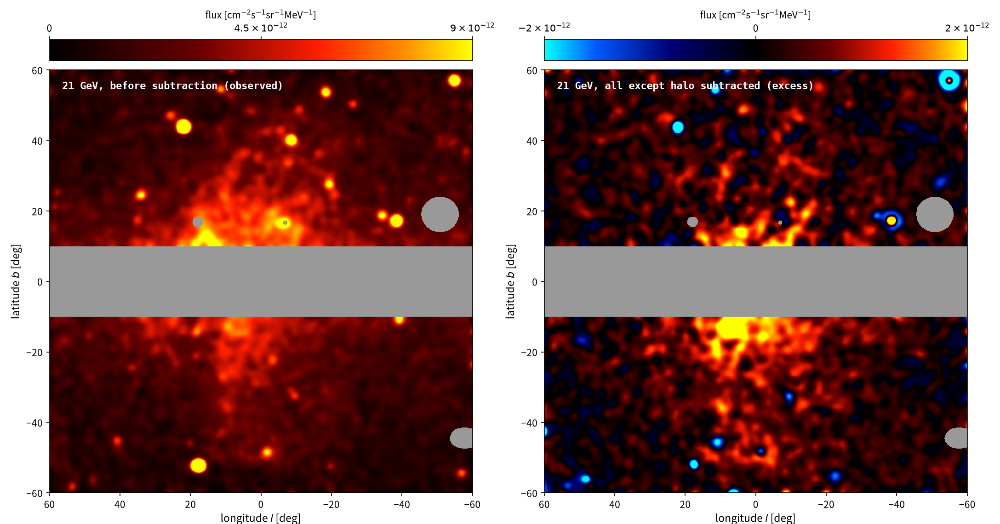 flux [cm⁻²s⁻¹sr⁻¹MeV⁻¹]
0 4.5 × 10⁻¹² 9 × 10⁻¹²
21 GeV, before subtraction (observed)
60
40
20
0
−20
−40
−60
latitude b [deg]
60 40 20 0 −20 −40 −60
longitude l [deg]
flux [cm⁻²s⁻¹sr⁻¹MeV⁻¹]
−2 × 10⁻¹² 0 2 × 10⁻¹²
21 GeV, all except halo subtracted (excess)
60
40
20
0
−20
−40
−60
latitude b [deg]
60 40 20 0 −20 −40 −60
longitude l [deg]